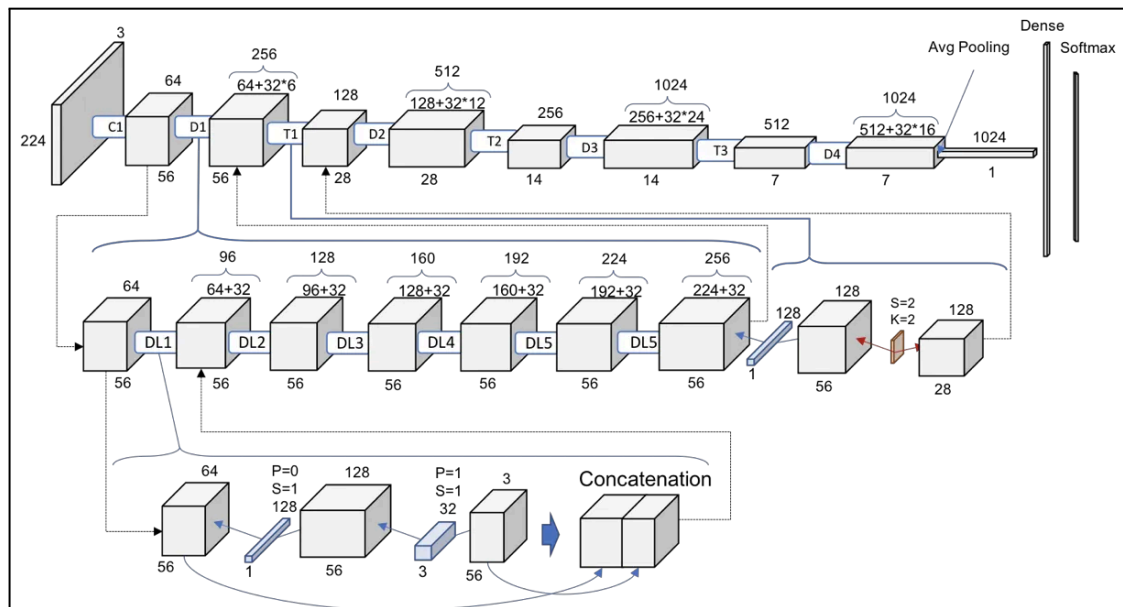 Dense
Softmax
Avg Pooling
3
224
C1
64
56
D1
256
64+32*6
56
T1
128
28
D2
512
128+32*12
28
T2
256
14
D3
1024
256+32*24
14
T3
512
7
D4
1024
512+32*16
7
1024
1
64
56
DL1
96
64+32
56
DL2
128
96+32
56
DL3
160
128+32
56
DL4
192
160+32
56
DL5
224
192+32
56
DL5
256
224+32
56
128
1
128
56
S=2
K=2
128
28
64
56
P=0
S=1
128
1
128
56
P=1
S=1
32
3
3
56
Concatenation